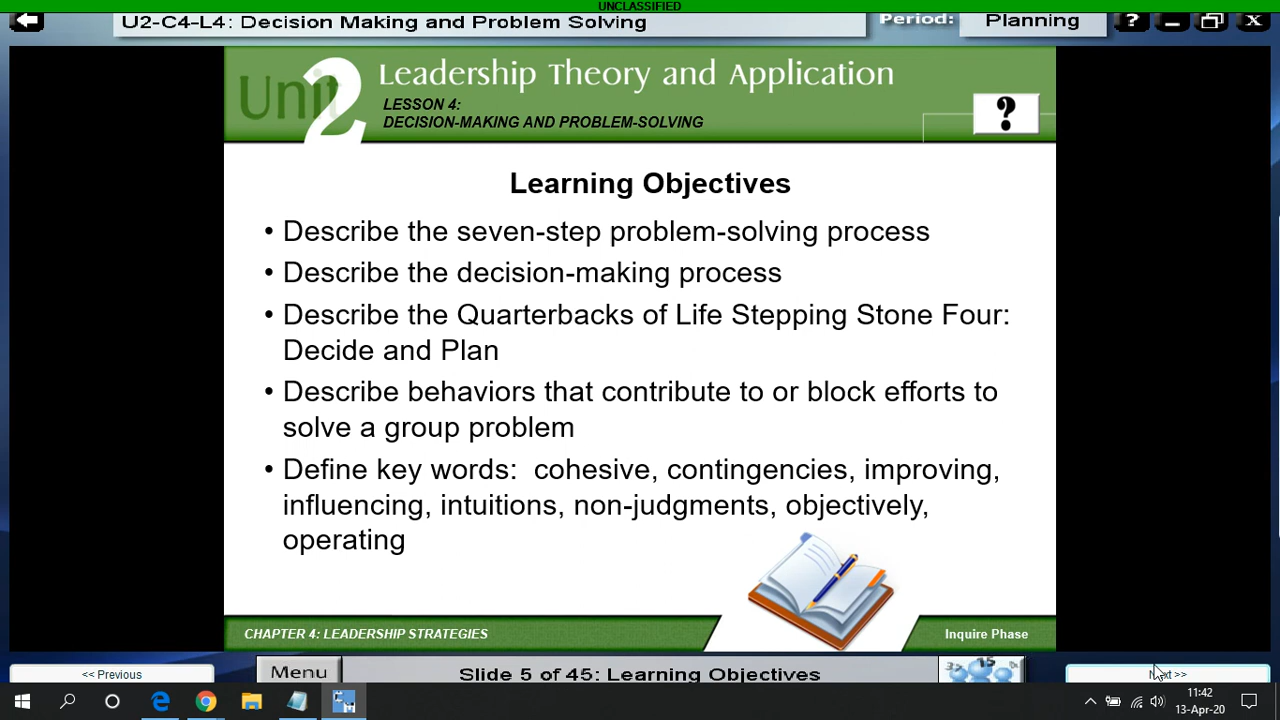 UNCLASSIFIED
U2-C4-L4: Decision Making and Problem Solving
Period:
Planning
?
X
Unit 2
Leadership Theory and Application
LESSON 4:
DECISION-MAKING AND PROBLEM-SOLVING
?
Learning Objectives
• Describe the seven-step problem-solving process
• Describe the decision-making process
• Describe the Quarterbacks of Life Stepping Stone Four:
Decide and Plan
• Describe behaviors that contribute to or block efforts to
solve a group problem
• Define key words:  cohesive, contingencies, improving,
influencing, intuitions, non-judgments, objectively,
operating
CHAPTER 4: LEADERSHIP STRATEGIES
Inquire Phase
<< Previous
Menu
Slide 5 of 45: Learning Objectives
15
Next >>
11:42
13-Apr-20